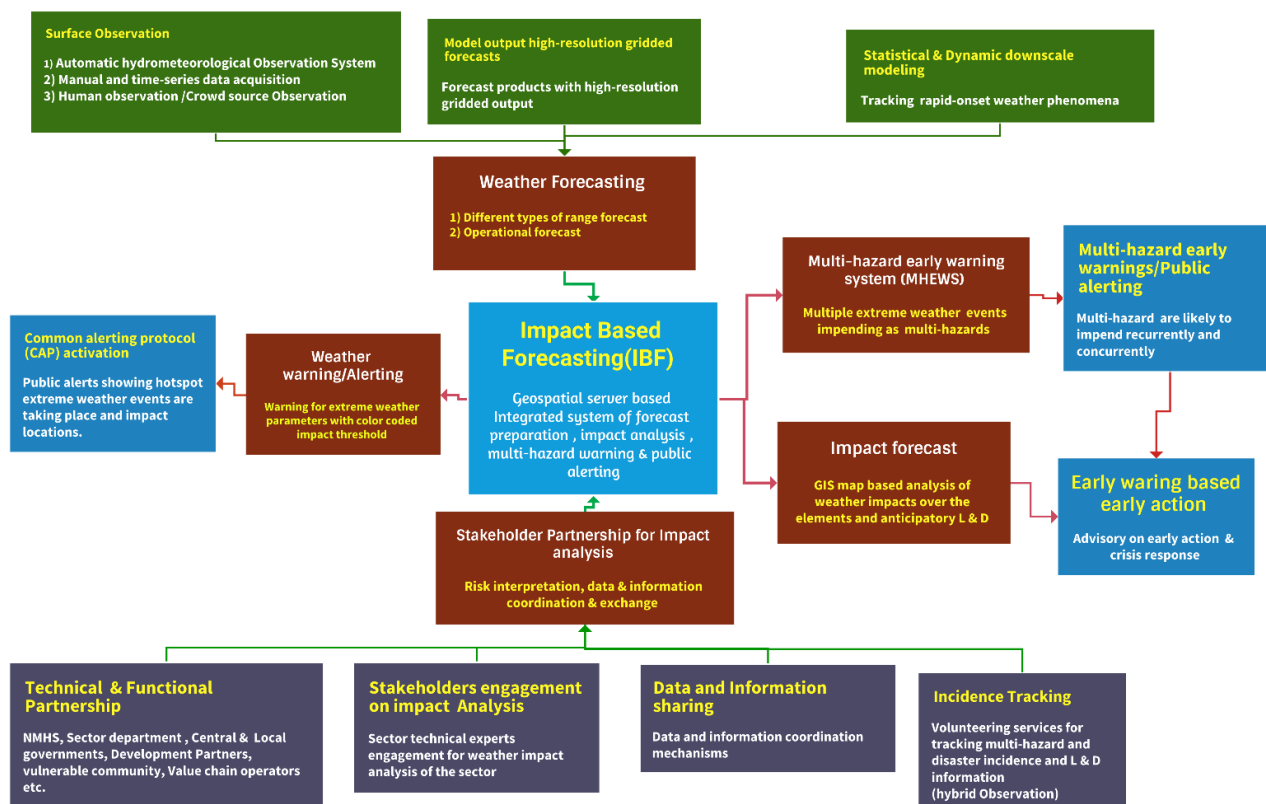 Surface Observation
1) Automatic hydrometeorological Observation System
2) Manual and time-series data acquisition
3) Human observation /Crowd source Observation
Model output high-resolution gridded
forecasts
Forecast products with high-resolution
gridded output
Statistical & Dynamic downscale
modeling
Tracking rapid-onset weather phenomena
Weather Forecasting
1) Different types of range forecast
2) Operational forecast
Multi-hazard early warning
system (MHEWS)
Multiple extreme weather events
impending as multi-hazards
Multi-hazard early
warnings/Public
alerting
Multi-hazard are likely to
impend recurrently and
concurrently
Common alerting protocol
(CAP) activation
Public alerts showing hotspot
extreme weather events are
taking place and impact
locations.
Weather
warning/Alerting
Warning for extreme weather
parameters with color coded
impact threshold
Impact Based
Forecasting(IBF)
Geospatial server based
Integrated system of forecast
preparation , impact analysis ,
multi-hazard warning & public
alerting
Impact forecast
GIS map based analysis of
weather impacts over the
elements and anticipatory L & D
Early waring based
early action
Advisory on early action &
crisis response
Stakeholder Partnership for Impact
analysis
Risk interpretation, data & information
coordination & exchange
Technical & Functional
Partnership
NMHS, Sector department , Central & Local
governments, Development Partners,
vulnerable community, Value chain operators
etc.
Stakeholders engagement
on impact Analysis
Sector technical experts
engagement for weather impact
analysis of the sector
Data and Information
sharing
Data and information coordination
mechanisms
Incidence Tracking
Volunteering services for
tracking multi-hazard and
disaster incidence and L & D
information
(hybrid Observation)